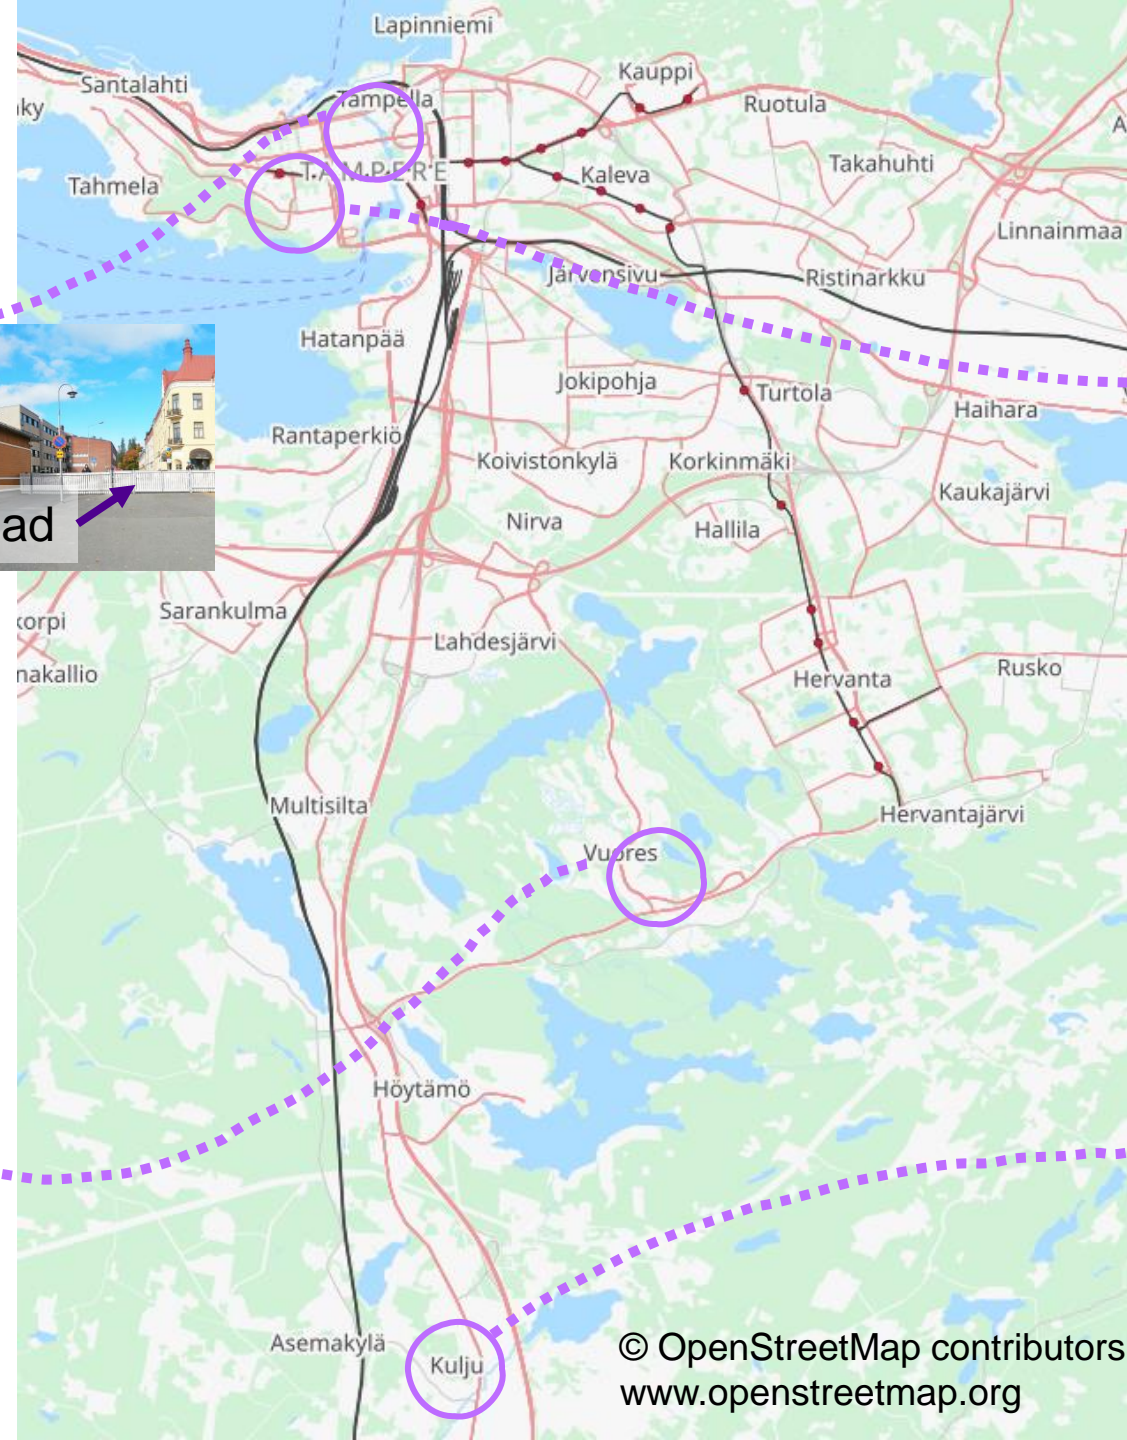 Lapinniemi
Santalahti
Kauppi
Tampella
Ruotula
Takahuhti
TAMPERE
Kaleva
Tahmela
Linnainmaa
Järvensivu
Ristinarkku
Hatanpää
Jokipohja
Turtola
Haihara
Rantaperkiö
Koivistonkylä
Korkinmäki
Kaukajärvi
ad
Nirva
Hallila
Sarankulma
korpi
Lahdesjärvi
nakallio
Hervanta
Rusko
Multisilta
Hervantajärvi
Vuores
Höytämö
Asemakylä
Kulju
© OpenStreetMap contributors
www.openstreetmap.org